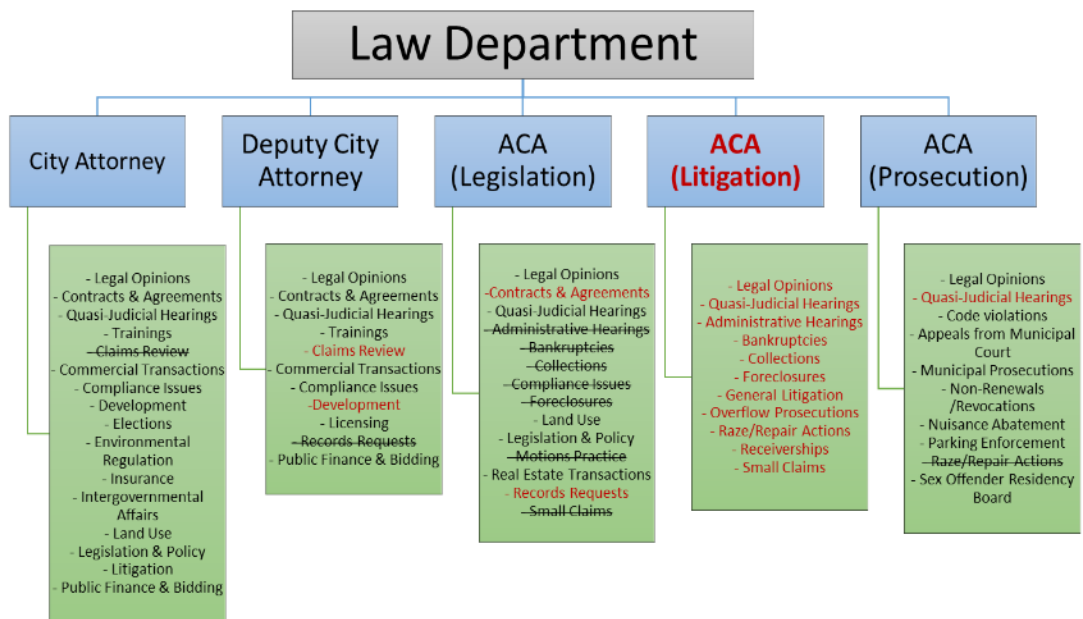 Law Department
City Attorney
Deputy City
Attorney
ACA
(Legislation)
ACA
(Litigation)
ACA
(Prosecution)
- Legal Opinions
- Contracts & Agreements
- Quasi-Judicial Hearings
- Trainings
- Claims Review
- Commercial Transactions
- Compliance Issues
- Development
- Elections
- Environmental
Regulation
- Insurance
- Intergovernmental
Affairs
- Land Use
- Legislation & Policy
- Litigation
- Public Finance & Bidding
- Legal Opinions
- Contracts & Agreements
- Quasi-Judicial Hearings
- Trainings
- Claims Review
- Commercial Transactions
- Compliance Issues
-Development
- Licensing
- Records Requests
- Public Finance & Bidding
- Legal Opinions
-Contracts & Agreements
- Quasi-Judicial Hearings
- Administrative Hearings
- Bankruptcies
- Collections
- Compliance Issues
- Foreclosures
- Land Use
- Legislation & Policy
- Motions Practice
- Real Estate Transactions
- Records Requests
- Small Claims
- Legal Opinions
- Quasi-Judicial Hearings
- Administrative Hearings
- Bankruptcies
- Collections
- Foreclosures
- General Litigation
- Overflow Prosecutions
- Raze/Repair Actions
- Receiverships
- Small Claims
- Legal Opinions
- Quasi-Judicial Hearings
- Code violations
- Appeals from Municipal
Court
- Municipal Prosecutions
- Non-Renewals
/Revocations
- Nuisance Abatement
- Parking Enforcement
- Raze/Repair Actions
- Sex Offender Residency
Board